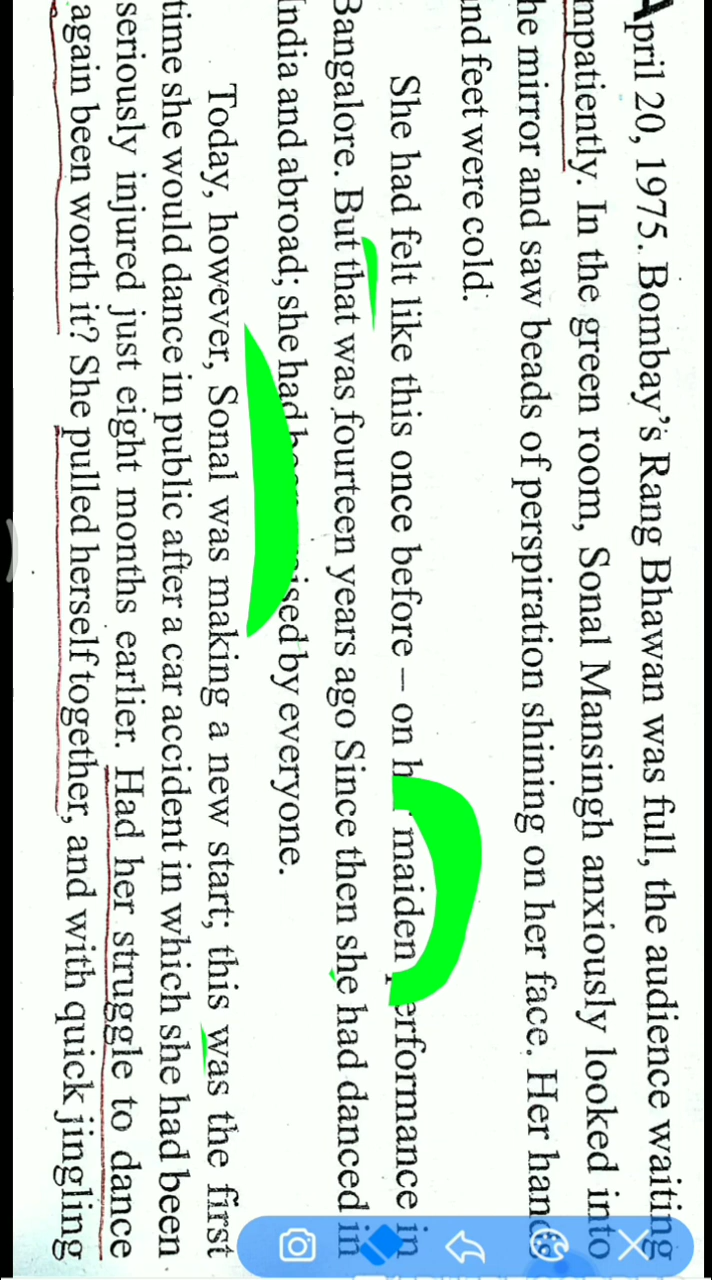 April 20, 1975. Bombay's Rang Bhawan was full, the audience waiting
mpatiently. In the green room, Sonal Mansingh anxiously looked into
he mirror and saw beads of perspiration shining on her face. Her hands
nd feet were cold.
She had felt like this once before — on her maiden performance in
Bangalore. But that was fourteen years ago Since then she had danced in
India and abroad; she had been praised by everyone.
Today, however, Sonal was making a new start; this was the first
time she would dance in public after a car accident in which she had been
seriously injured just eight months earlier. Had her struggle to dance
again been worth it? She pulled herself together, and with quick jingling